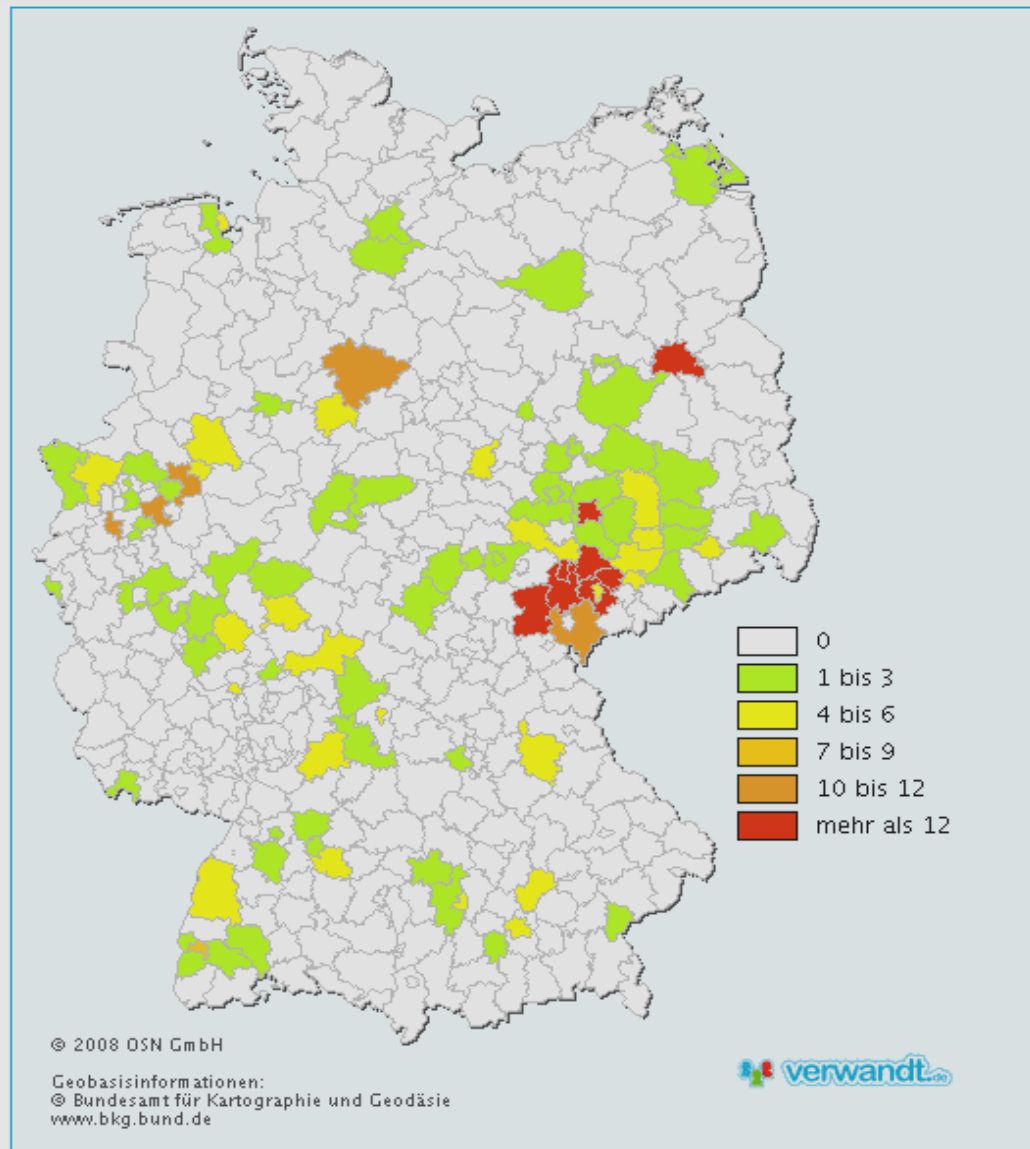 0
1 bis 3
4 bis 6
7 bis 9
10 bis 12
mehr als 12
© 2008 OSN GmbH
Geobasisinformationen:
© Bundesamt für Kartographie und Geodäsie
www.bkg.bund.de
verwandt.de